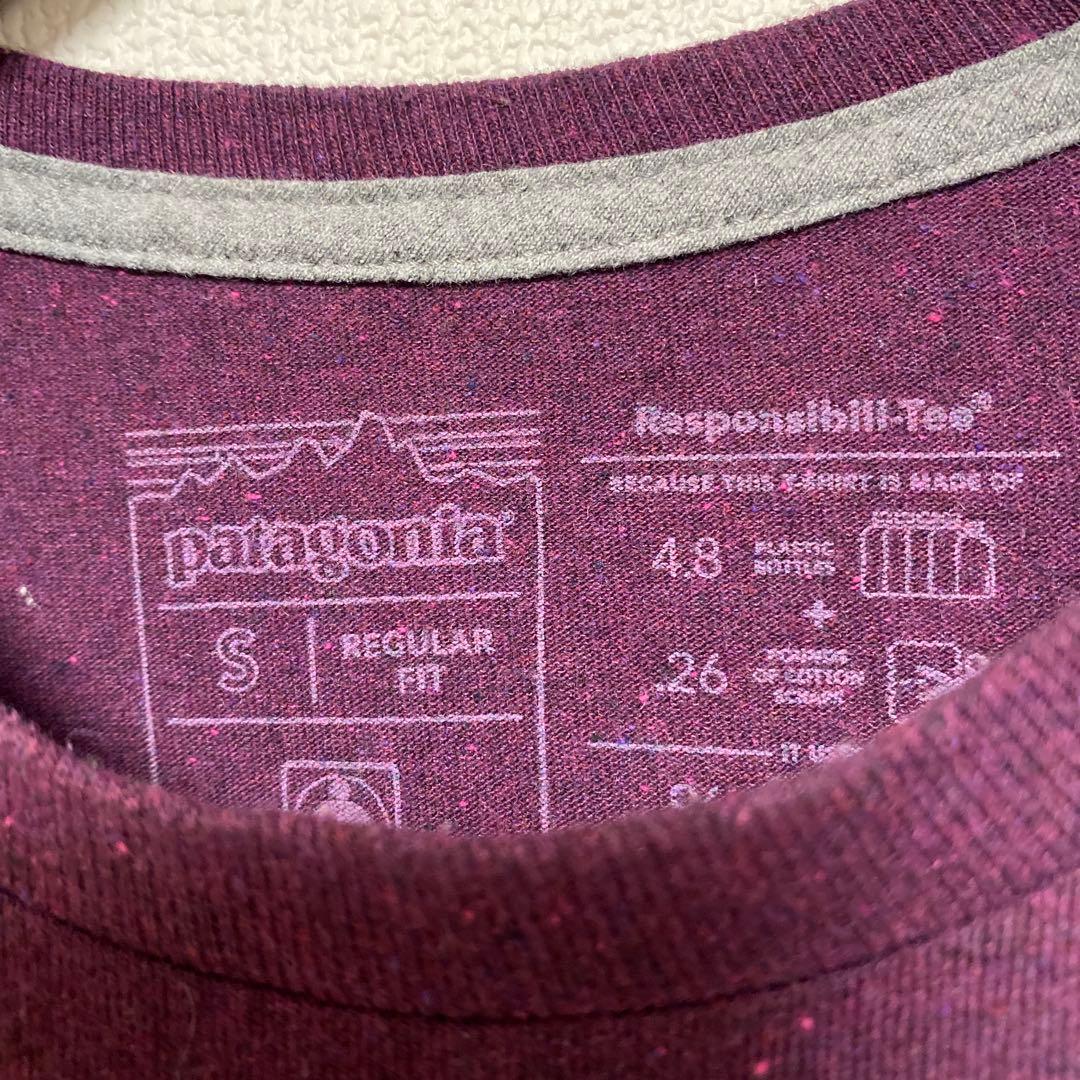 patagonia®
S
REGULAR
FIT
Responsibili-Tee®
BECAUSE THIS T-SHIRT IS MADE OF
4.8 PLASTIC
BOTTLES
+
.26 POUNDS
OF COTTON
SCRAPS
IT